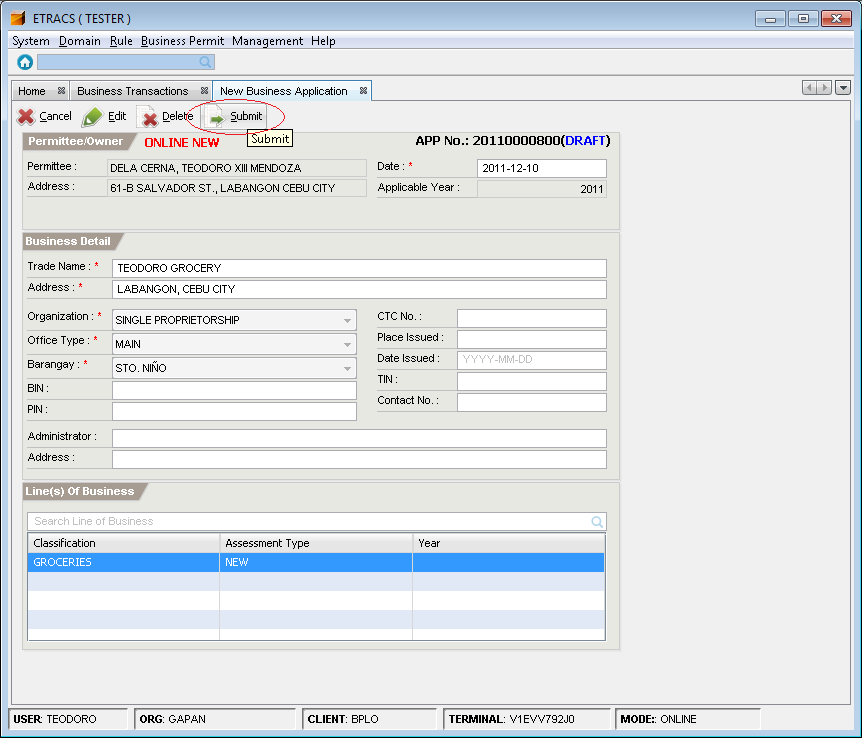 ETRACS ( TESTER )
System Domain Rule Business Permit Management Help
Home Business Transactions New Business Application
Cancel Edit Delete Submit
Submit
Permittee/Owner ONLINE NEW APP No.: 20110000800(DRAFT)
Permittee : DELA CERNA, TEODORO XIII MENDOZA Date : * 2011-12-10
Address : 61-B SALVADOR ST., LABANGON CEBU CITY Applicable Year : 2011
Business Detail
Trade Name : * TEODORO GROCERY
Address : * LABANGON, CEBU CITY
Organization : * SINGLE PROPRIETORSHIP CTC No. :
Office Type : * MAIN Place Issued :
Barangay : * STO. NIÑO Date Issued : YYYY-MM-DD
BIN : TIN :
PIN : Contact No. :
Administrator :
Address :
Line(s) Of Business
Search Line of Business
Classification Assessment Type Year
GROCERIES NEW
USER: TEODORO ORG: GAPAN CLIENT: BPLO TERMINAL: V1EVV792J0 MODE:: ONLINE